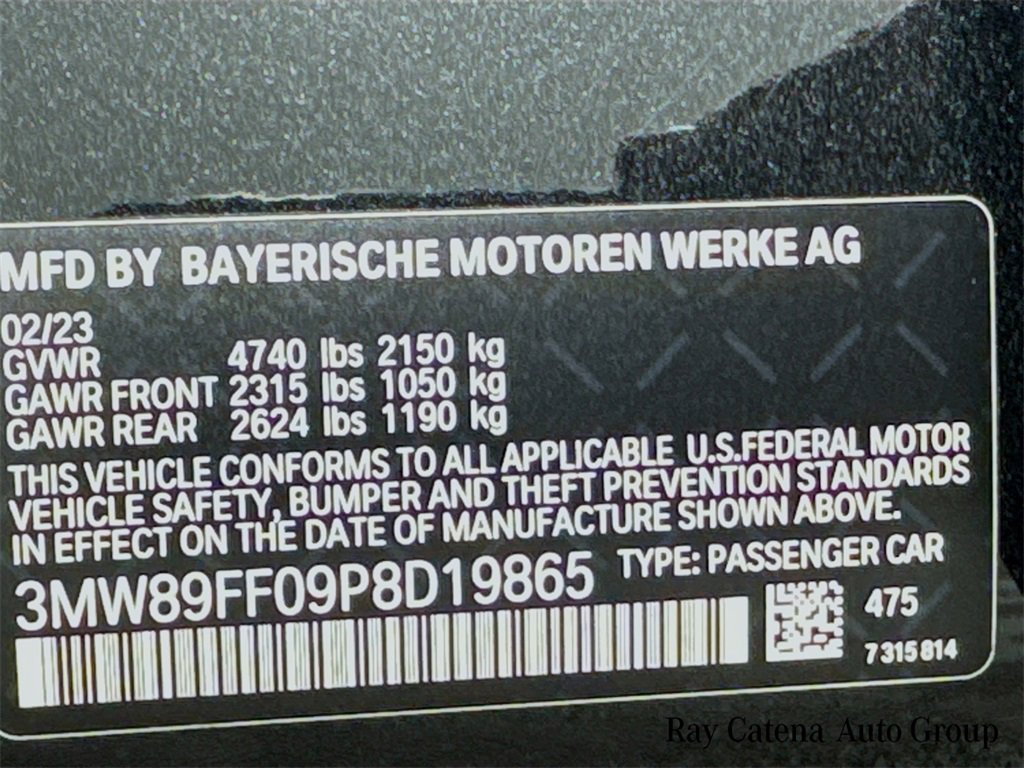 MFD BY BAYERISCHE MOTOREN WERKE AG
02/23
GVWR 4740 lbs 2150 kg
GAWR FRONT 2315 lbs 1050 kg
GAWR REAR 2624 lbs 1190 kg
THIS VEHICLE CONFORMS TO ALL APPLICABLE U.S.FEDERAL MOTOR
VEHICLE SAFETY, BUMPER AND THEFT PREVENTION STANDARDS
IN EFFECT ON THE DATE OF MANUFACTURE SHOWN ABOVE.
3MW89FF09P8D19865 TYPE: PASSENGER CAR
475
7315814
Ray Catena Auto Group